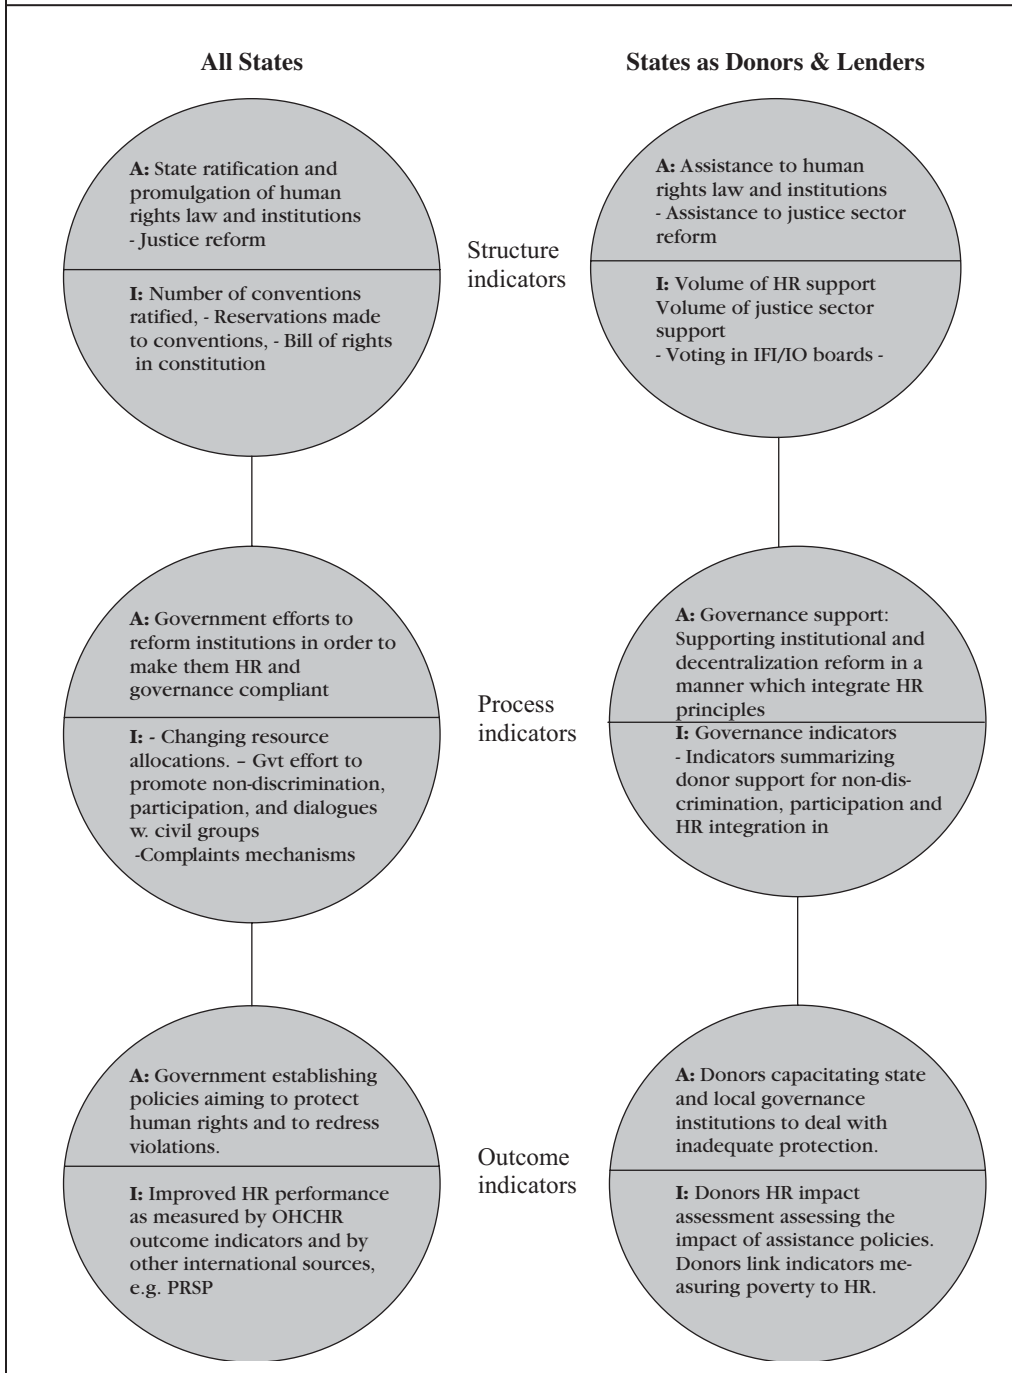 All States
States as Donors & Lenders
A: State ratification and
promulgation of human
rights law and institutions
- Justice reform
I: Number of conventions
ratified, - Reservations made
to conventions, - Bill of rights
in constitution
Structure
indicators
A: Assistance to human
rights law and institutions
- Assistance to justice sector
reform
I: Volume of HR support
Volume of justice sector
support
- Voting in IFI/IO boards -
A: Government efforts to
reform institutions in order to
make them HR and
governance compliant
I: - Changing resource
allocations. – Gvt effort to
promote non-discrimination,
participation, and dialogues
w. civil groups
-Complaints mechanisms
Process
indicators
A: Governance support:
Supporting institutional and
decentralization reform in a
manner which integrate HR
principles
I: Governance indicators
- Indicators summarizing
donor support for non-dis-
crimination, participation and
HR integration in
A: Government establishing
policies aiming to protect
human rights and to redress
violations.
I: Improved HR performance
as measured by OHCHR
outcome indicators and by
other international sources,
e.g. PRSP
Outcome
indicators
A: Donors capacitating state
and local governance
institutions to deal with
inadequate protection.
I: Donors HR impact
assessment assessing the
impact of assistance policies.
Donors link indicators me-
asuring poverty to HR.